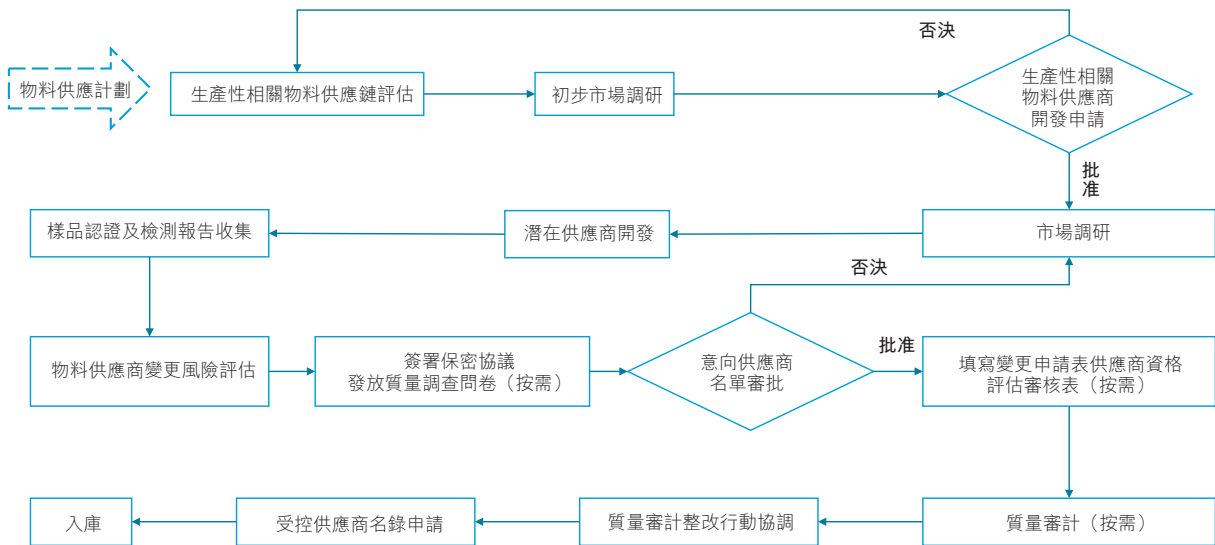 否決
物料供應計劃
生產性相關物料供應鏈評估
初步市場調研
生產性相關
物料供應商
開發申請
批
准
樣品認證及檢測報告收集
潛在供應商開發
市場調研
否決
物料供應商變更風險評估
簽署保密協議
發放質量調查問卷（按需）
意向供應商
名單審批
批准
填寫變更申請表供應商資格
評估審核表（按需）
入庫
受控供應商名錄申請
質量審計整改行動協調
質量審計（按需）